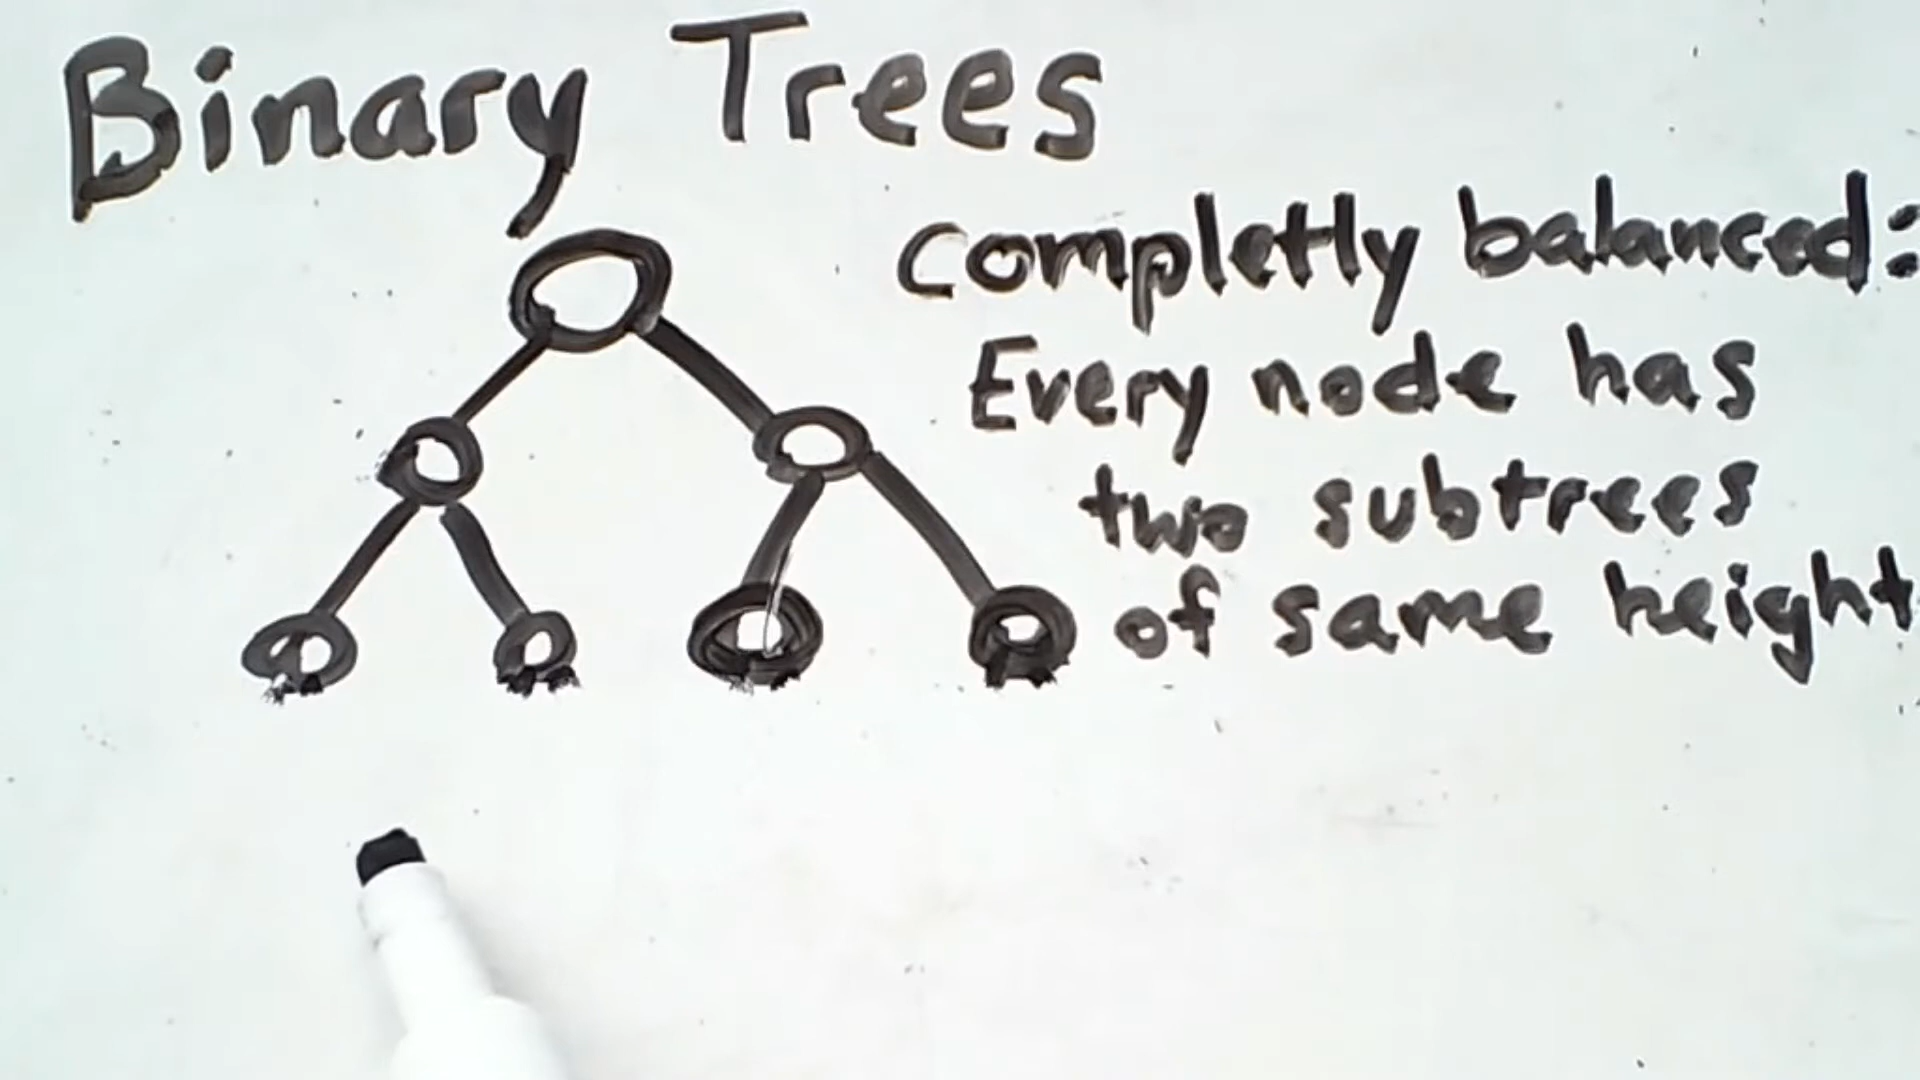 Binary Trees
Completly balanced:
Every node has
two subtrees
of same height